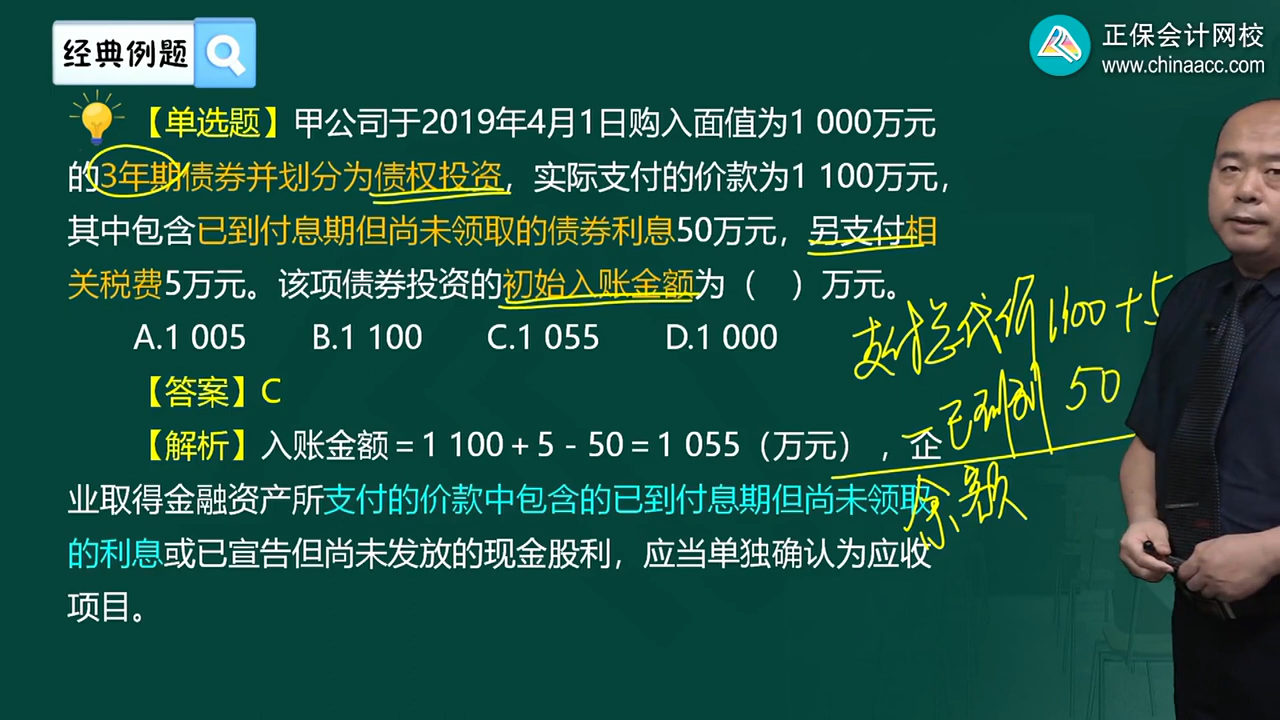 经典例题
正保会计网校
www.chinaacc.com
【单选题】甲公司于2019年4月1日购入面值为1 000万元
的3年期债券并划分为债权投资，实际支付的价款为1 100万元，
其中包含已到付息期但尚未领取的债券利息50万元，另支付相
关税费5万元。该项债券投资的初始入账金额为（ ）万元。
A.1 005 B.1 100 C.1 055 D.1 000
【答案】C
【解析】入账金额＝1 100＋5－50＝1 055（万元），企
业取得金融资产所支付的价款中包含的已到付息期但尚未领取
的利息或已宣告但尚未发放的现金股利，应当单独确认为应收
项目。
支付总代价1100+5
－已到 50
余额